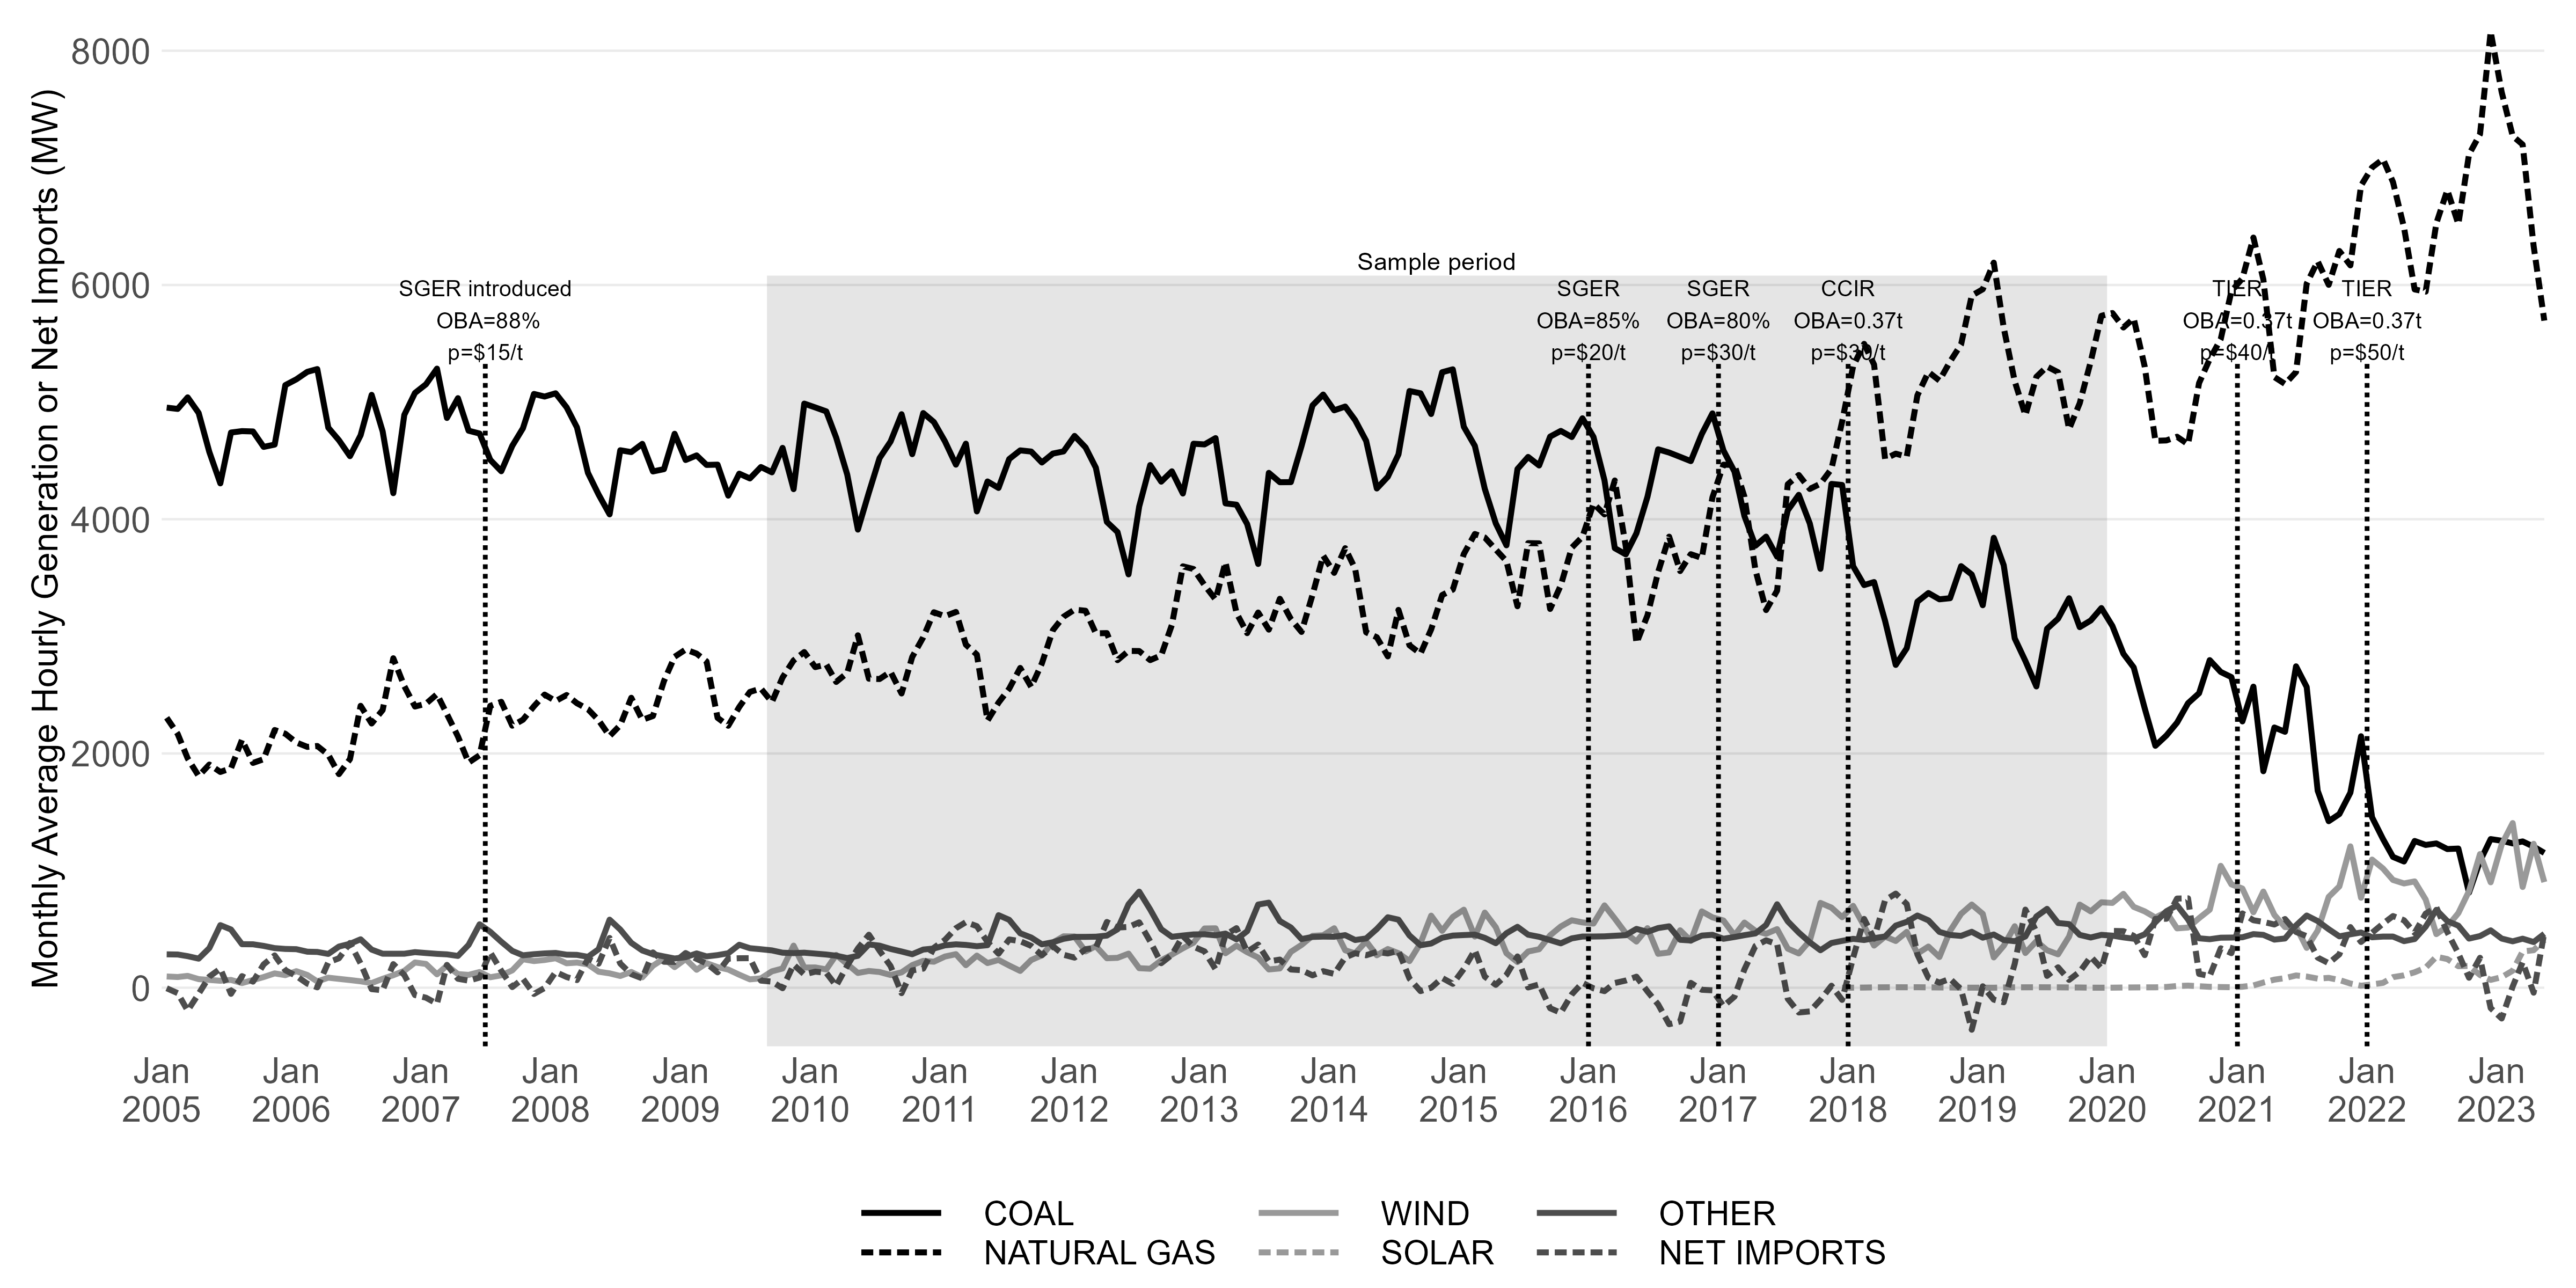 Monthly Average Hourly Generation or Net Imports (MW)
8000
6000
4000
2000
0
Sample period
SGER introduced
OBA=88%
p=$15/t
SGER
OBA=85%
p=$20/t
SGER
OBA=80%
p=$30/t
CCIR
OBA=0.37t
p=$30/t
TIER
OBA=0.37t
p=$40/t
TIER
OBA=0.37t
p=$50/t
Jan
2005
Jan
2006
Jan
2007
Jan
2008
Jan
2009
Jan
2010
Jan
2011
Jan
2012
Jan
2013
Jan
2014
Jan
2015
Jan
2016
Jan
2017
Jan
2018
Jan
2019
Jan
2020
Jan
2021
Jan
2022
Jan
2023
COAL
NATURAL GAS
WIND
SOLAR
OTHER
NET IMPORTS